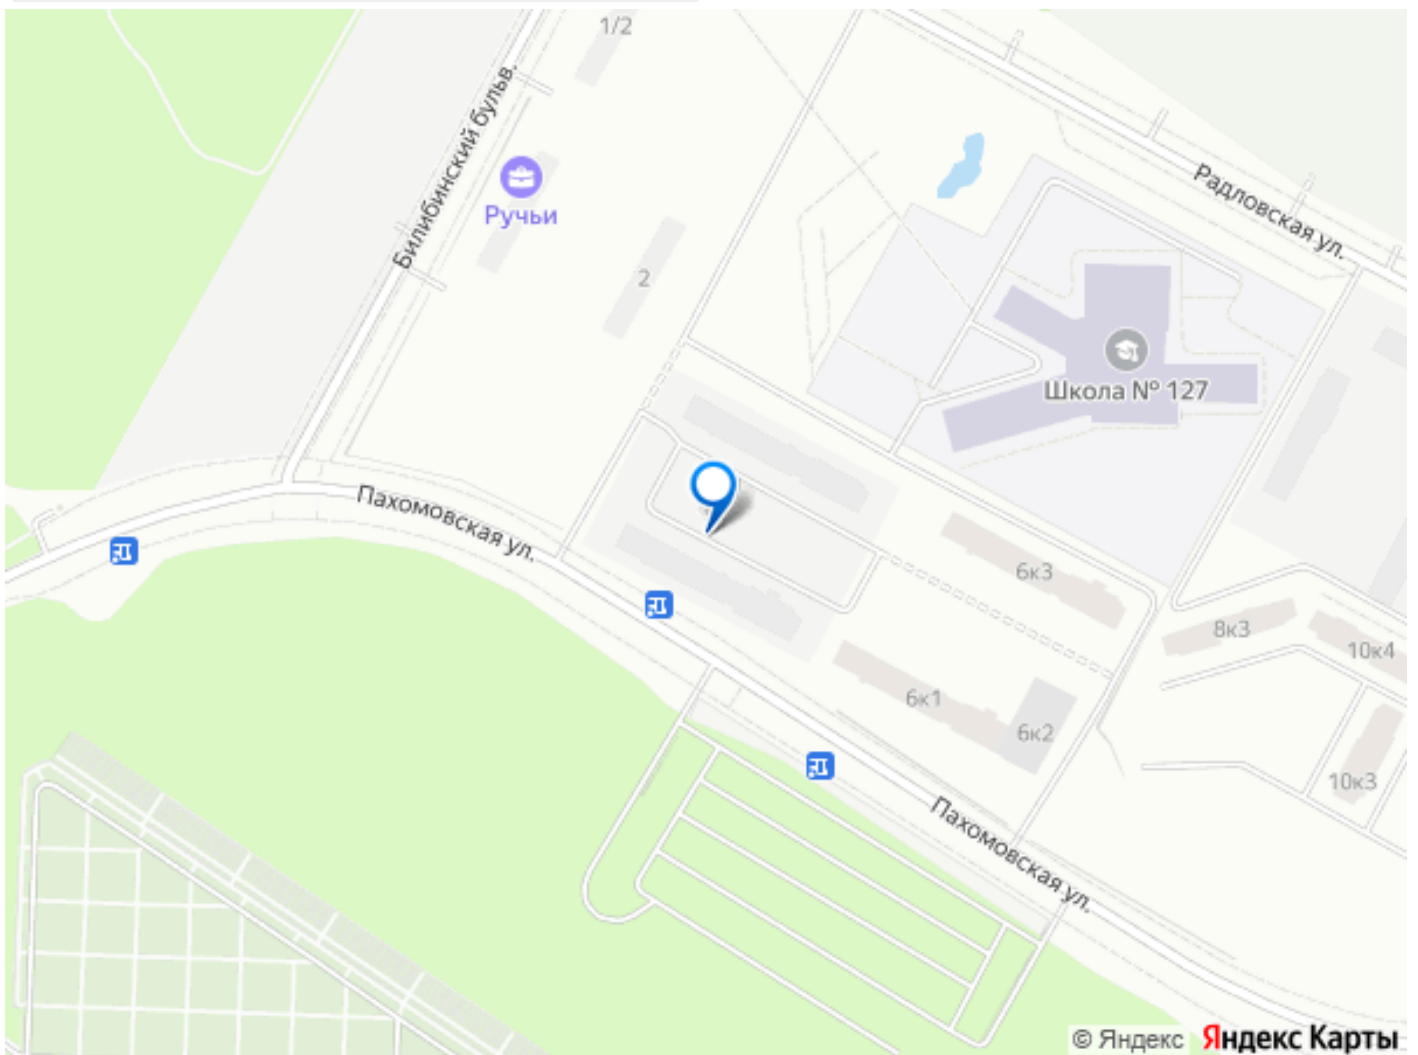 1/2
Билибинский бульв.
Ручьи
Радловская ул.
2
Школа № 127
Пахомовская ул.
6к3
8к3
10к4
6к1
6к2
10к3
Пахомовская ул.
© Яндекс Яндекс Карты